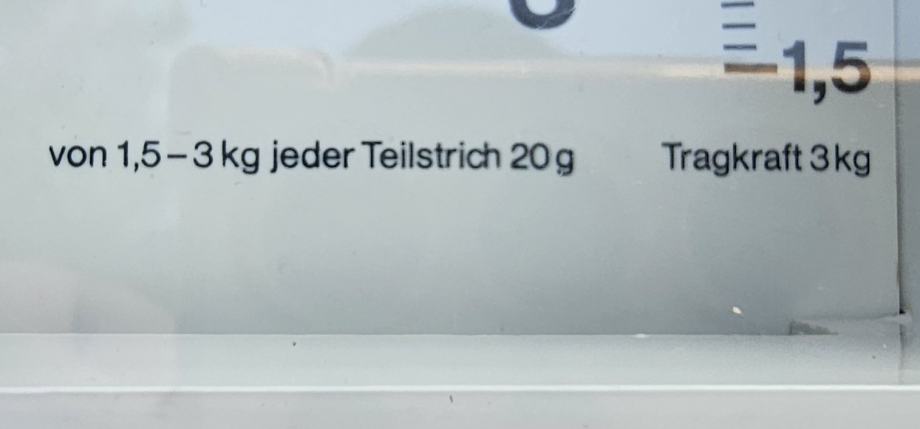 1,5
von 1,5–3 kg jeder Teilstrich 20 g Tragkraft 3 kg